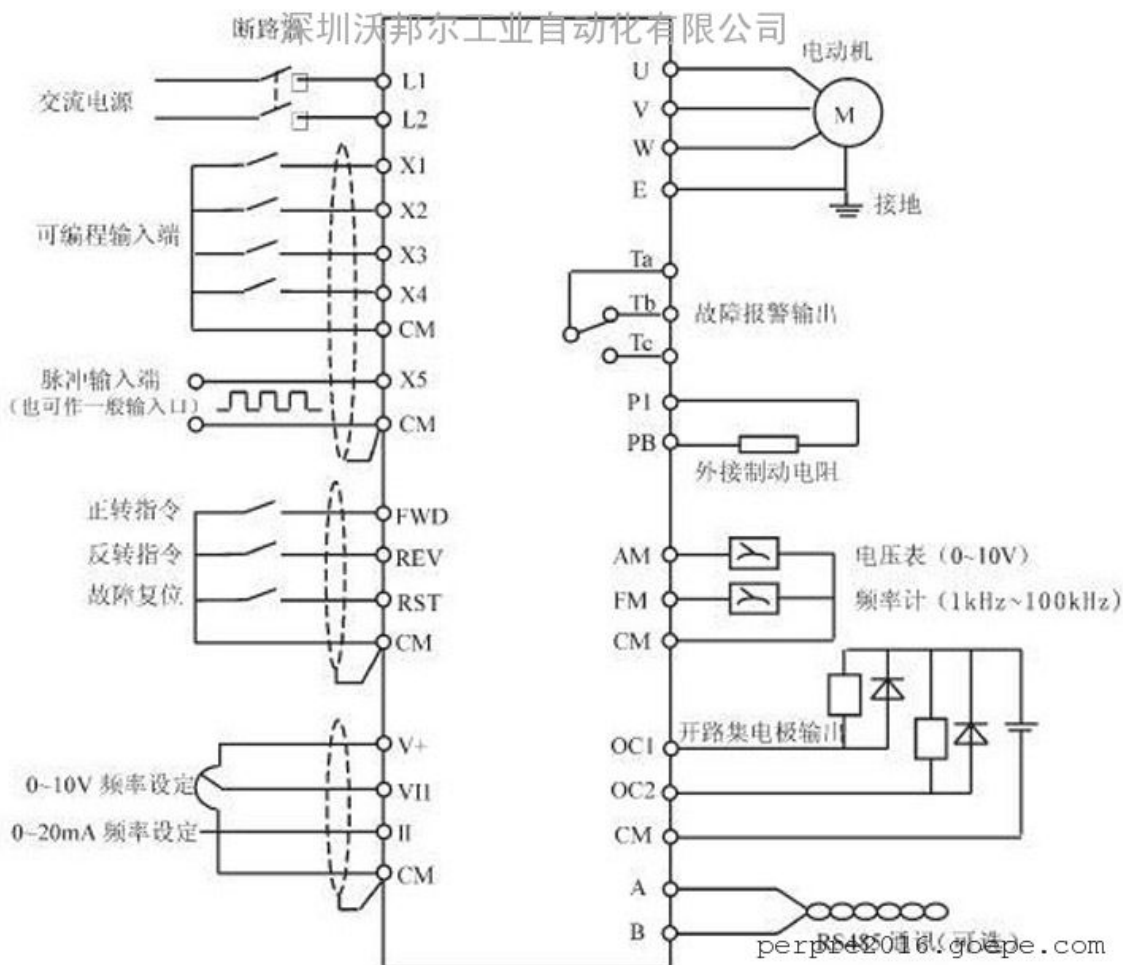 深圳沃邦尔工业自动化有限公司
断路器
交流电源
L1
L2
X1
X2
可编程输入端
X3
X4
CM
脉冲输入端
(也可作一般输入口)
X5
CM
正转指令
FWD
反转指令
REV
故障复位
RST
CM
V+
0~10V 频率设定
VI1
0~20mA 频率设定
II
CM
电动机
U
V
M
W
E
接地
Ta
Tb
故障报警输出
Tc
P1
PB
外接制动电阻
AM
电压表（0~10V）
FM
频率计（1kHz~100kHz）
CM
OC1
开路集电极输出
OC2
CM
A
B
RS485 通讯(可选)
perpre2016.goepe.com